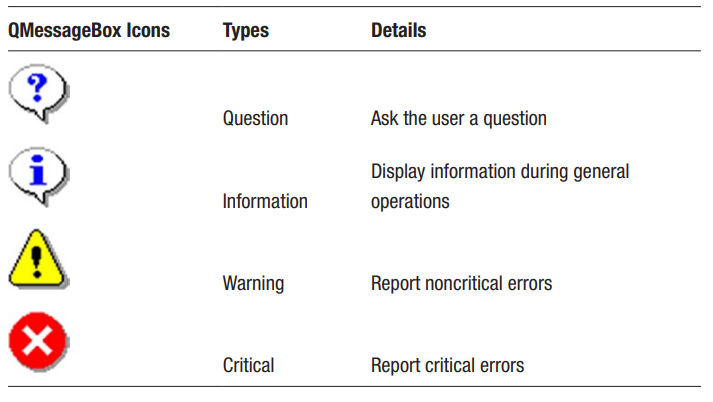 QMessageBox Icons Types Details
?
Question Ask the user a question
i
Display information during general
Information operations
!
Warning Report noncritical errors
Critical Report critical errors